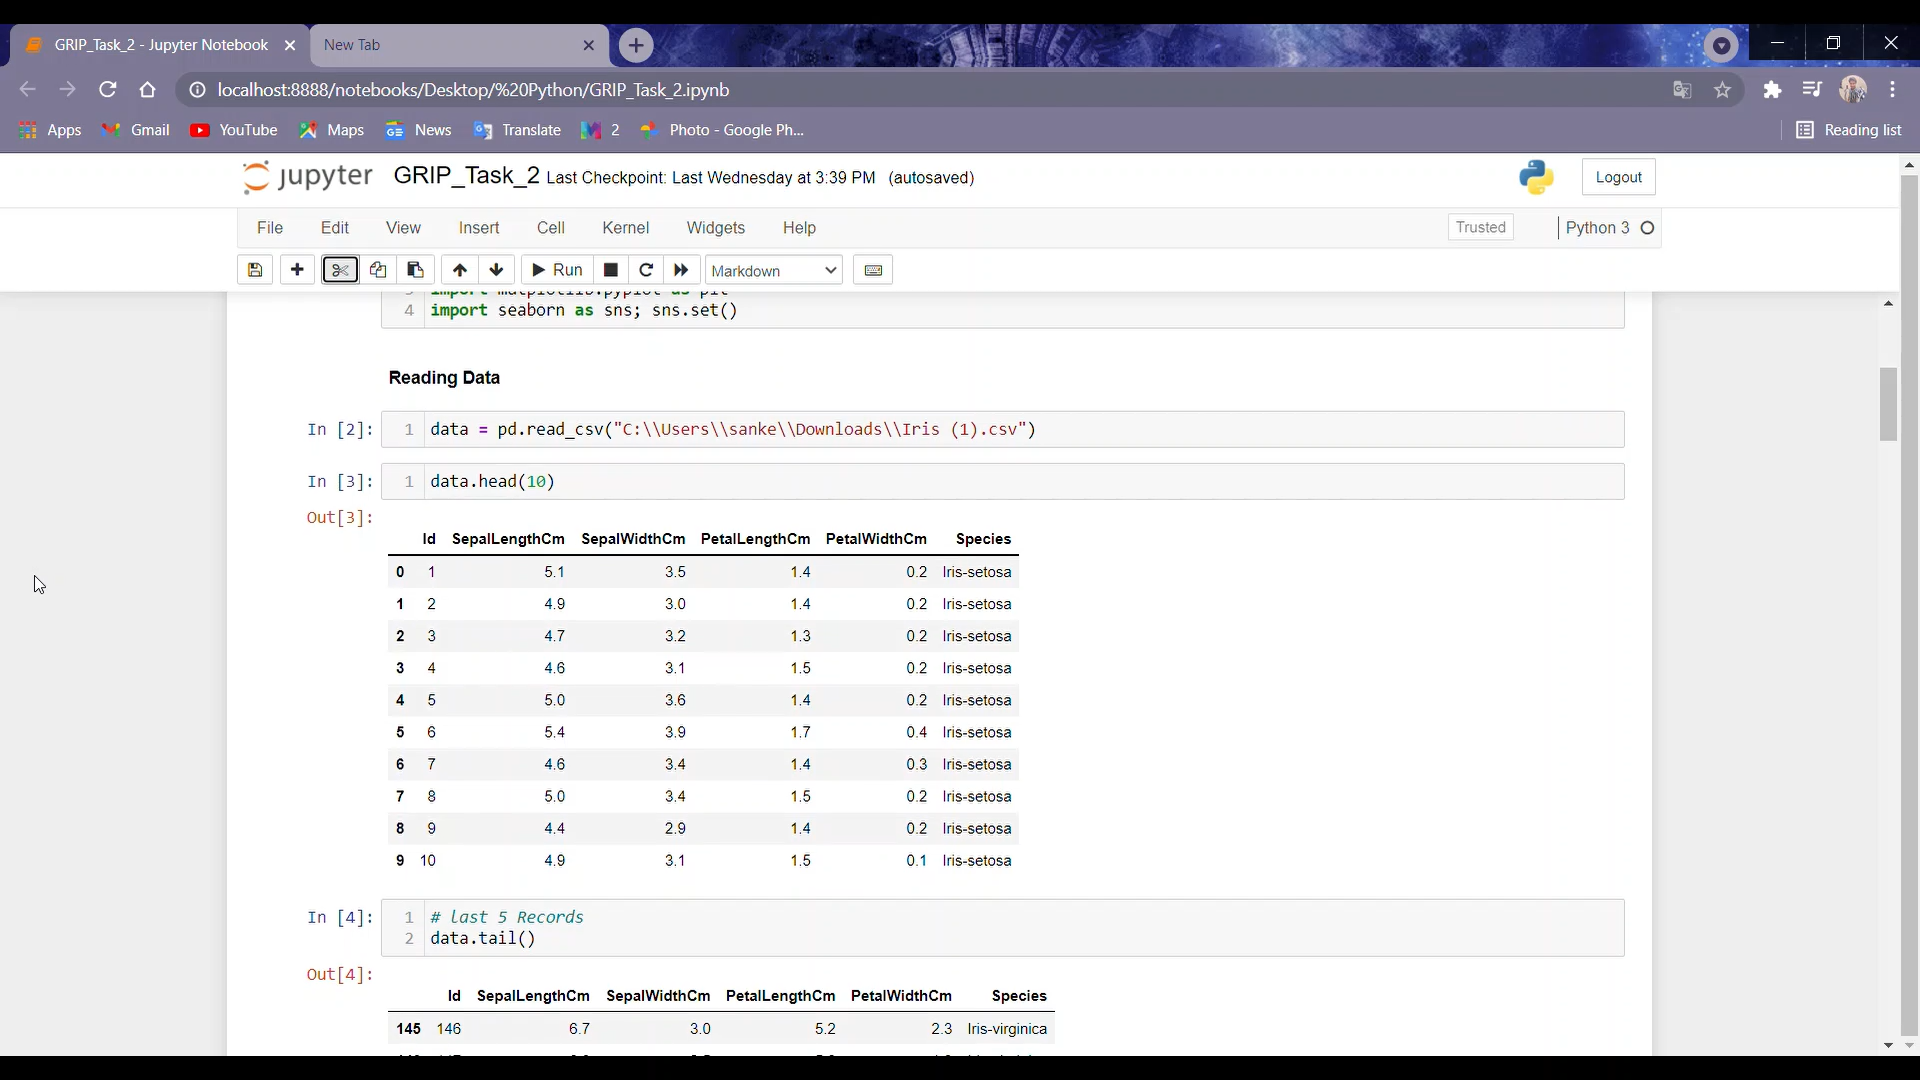 GRIP_Task_2 - Jupyter Notebook
New Tab
localhost:8888/notebooks/Desktop/%20Python/GRIP_Task_2.ipynb
Apps Gmail YouTube Maps News Translate 2 Photo - Google Ph... Reading list
jupyter GRIP_Task_2 Last Checkpoint: Last Wednesday at 3:39 PM (autosaved) Logout
File Edit View Insert Cell Kernel Widgets Help Trusted Python 3
Run Markdown
3 import matplotlib.pyplot as plt
4 import seaborn as sns; sns.set()
Reading Data
In [2]: 1 data = pd.read_csv("C:\\Users\\sanke\\Downloads\\Iris (1).csv")
In [3]: 1 data.head(10)
Out[3]:
Id SepalLengthCm SepalWidthCm PetalLengthCm PetalWidthCm Species
0 1 5.1 3.5 1.4 0.2 Iris-setosa
1 2 4.9 3.0 1.4 0.2 Iris-setosa
2 3 4.7 3.2 1.3 0.2 Iris-setosa
3 4 4.6 3.1 1.5 0.2 Iris-setosa
4 5 5.0 3.6 1.4 0.2 Iris-setosa
5 6 5.4 3.9 1.7 0.4 Iris-setosa
6 7 4.6 3.4 1.4 0.3 Iris-setosa
7 8 5.0 3.4 1.5 0.2 Iris-setosa
8 9 4.4 2.9 1.4 0.2 Iris-setosa
9 10 4.9 3.1 1.5 0.1 Iris-setosa
In [4]: 1 # last 5 Records
2 data.tail()
Out[4]:
Id SepalLengthCm SepalWidthCm PetalLengthCm PetalWidthCm Species
145 146 6.7 3.0 5.2 2.3 Iris-virginica